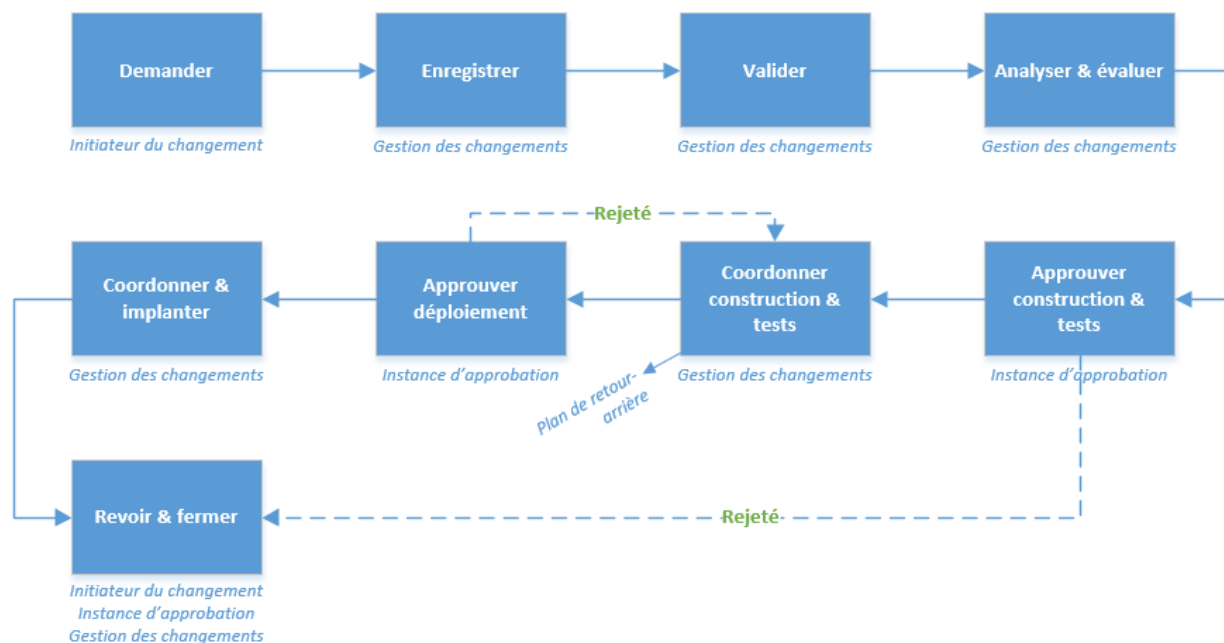 Demander
Enregistrer
Valider
Analyser & évaluer
Initiateur du changement
Gestion des changements
Gestion des changements
Gestion des changements
Rejeté
Coordonner &
implanter
Approuver
déploiement
Coordonner
construction &
tests
Approuver
construction &
tests
Gestion des changements
Instance d'approbation
Gestion des changements
Instance d'approbation
Plan de retour-
arrière
Revoir & fermer
Rejeté
Initiateur du changement
Instance d'approbation
Gestion des changements